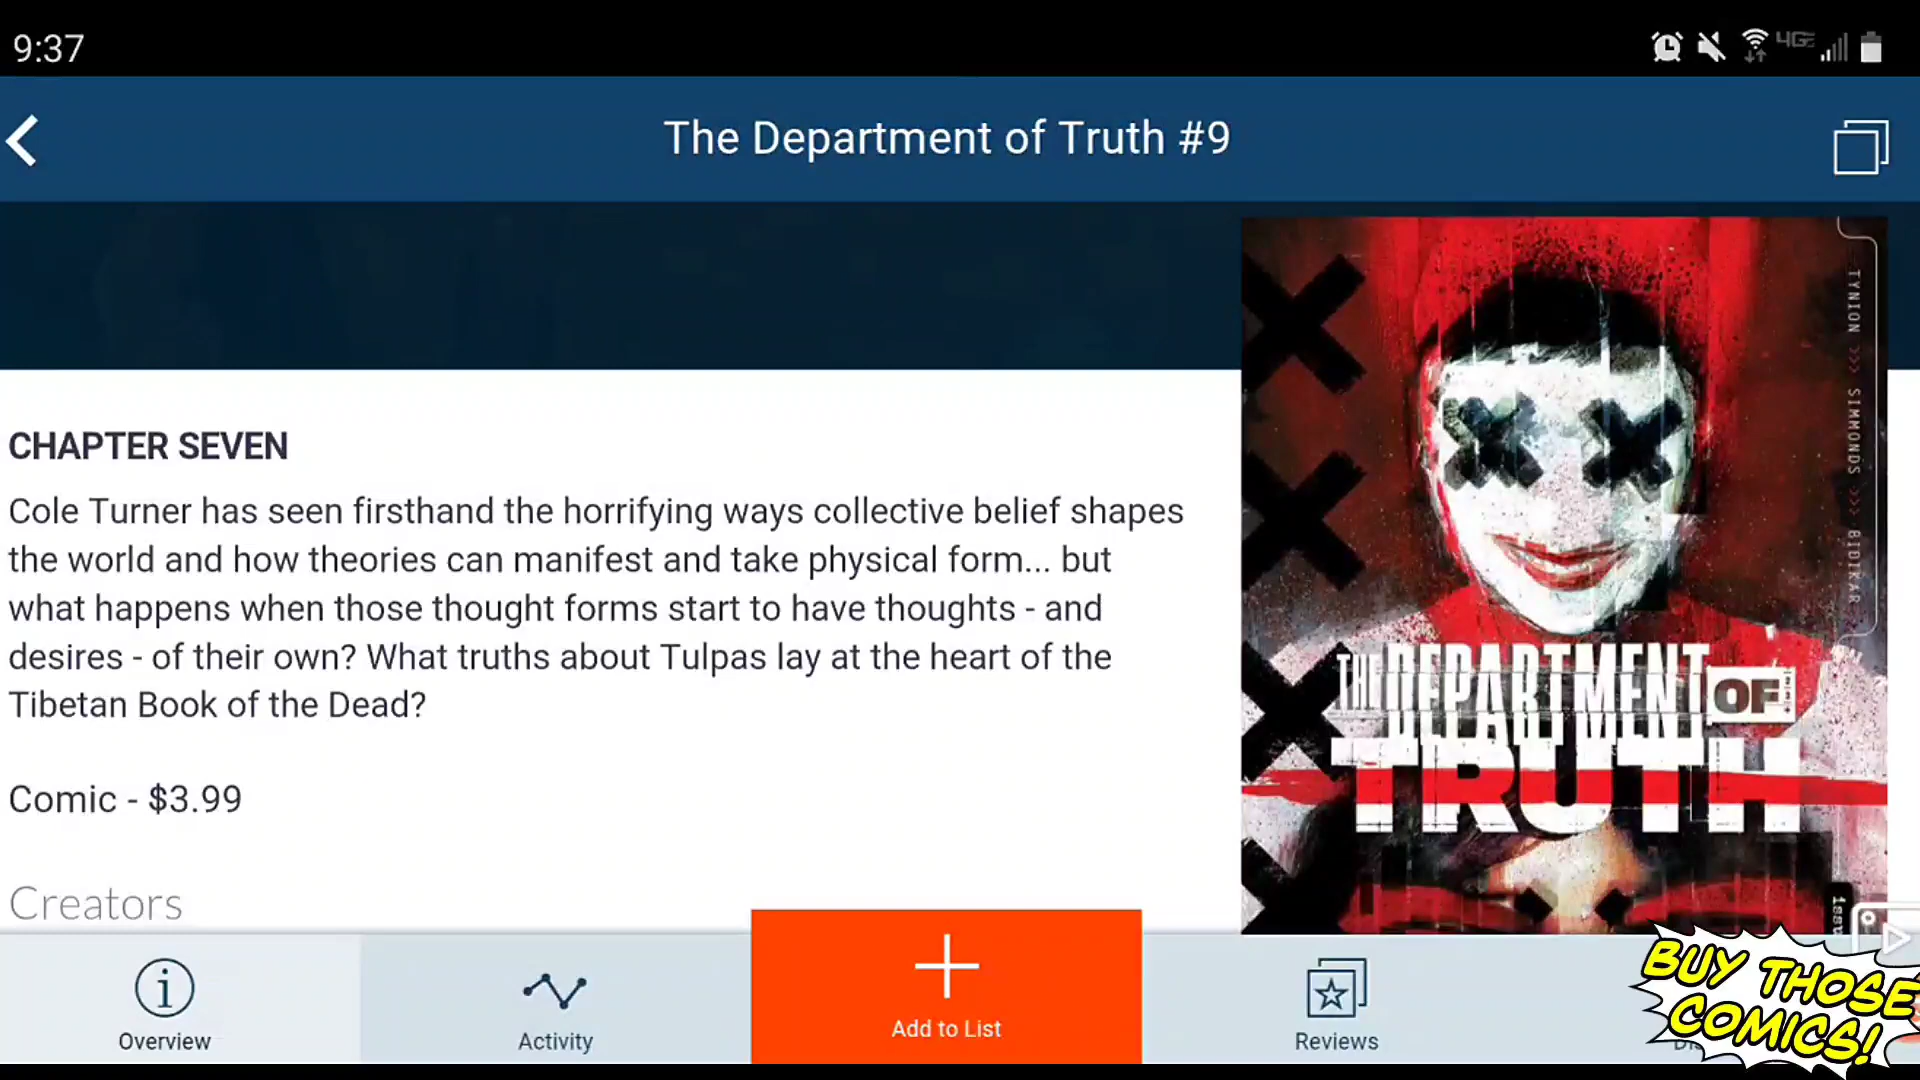 9:37
4GE
The Department of Truth #9
CHAPTER SEVEN
Cole Turner has seen firsthand the horrifying ways collective belief shapes
the world and how theories can manifest and take physical form... but
what happens when those thought forms start to have thoughts - and
desires - of their own? What truths about Tulpas lay at the heart of the
Tibetan Book of the Dead?
Comic - $3.99
Creators
TYNION >>> SIMMONDS >>> BIDIKAR
THE DEPARTMENT OF
TRUTH
Overview
Activity
Add to List
Reviews
BUY THOSE
COMICS!